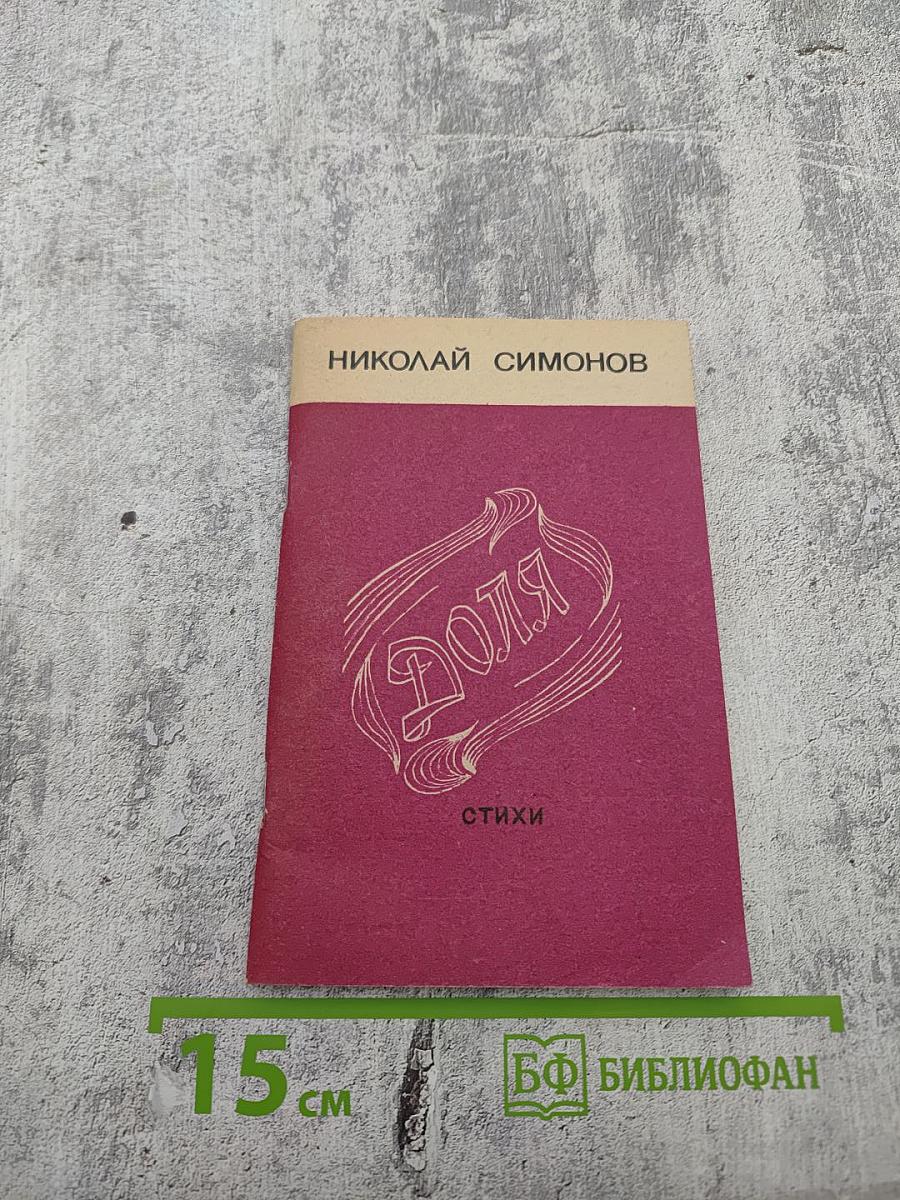 НИКОЛАЙ СИМОНОВ
ДОЛЯ
СТИХИ
15 см
БФ БИБЛИОФАН